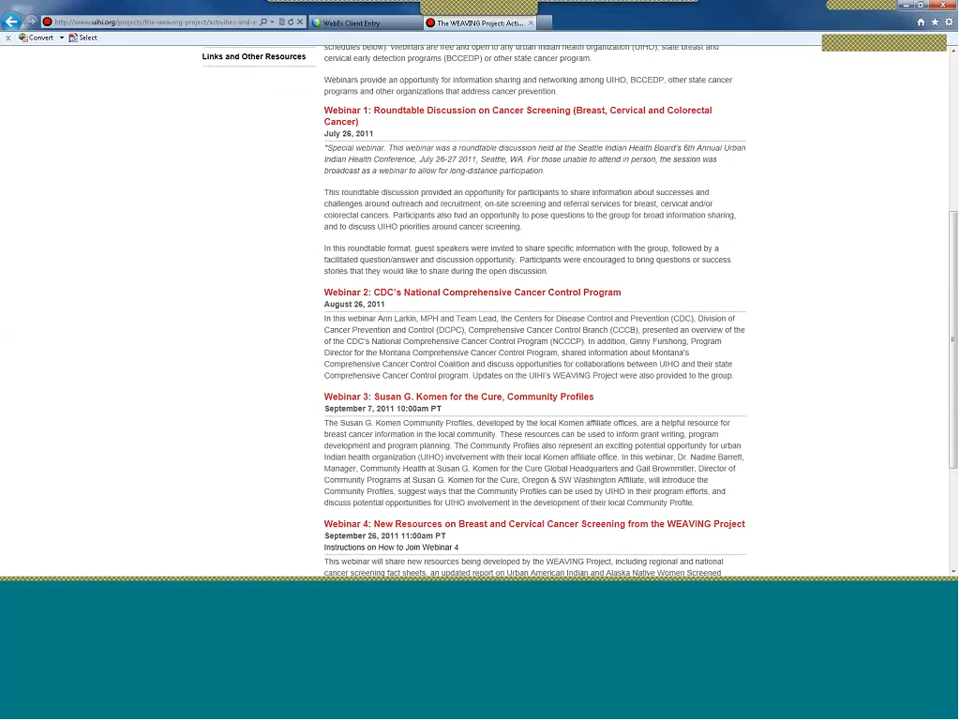 http://www.uihi.org/projects/the-weaving-project/activities-and-e
WebEx Client Entry
The WEAVING Project: Acti...
Convert
Select
schedules below). Webinars are free and open to any urban Indian health organization (UIHO), state breast and
Links and Other Resources
cervical early detection programs (BCCEDP) or other state cancer program.
Webinars provide an opportunity for information sharing and networking among UIHO, BCCEDP, other state cancer
programs and other organizations that address cancer prevention.
Webinar 1: Roundtable Discussion on Cancer Screening (Breast, Cervical and Colorectal
Cancer)
July 26, 2011
*Special webinar. This webinar was a roundtable discussion held at the Seattle Indian Health Board's 6th Annual Urban
Indian Health Conference, July 26-27 2011, Seattle, WA. For those unable to attend in person, the session was
broadcast as a webinar to allow for long-distance participation.
This roundtable discussion provided an opportunity for participants to share information about successes and
challenges around outreach and recruitment, on-site screening and referral services for breast, cervical and/or
colorectal cancers. Participants also had an opportunity to pose questions to the group for broad information sharing,
and to discuss UIHO priorities around cancer screening.
In this roundtable format, guest speakers were invited to share specific information with the group, followed by a
facilitated question/answer and discussion opportunity. Participants were encouraged to bring questions or success
stories that they would like to share during the open discussion.
Webinar 2: CDC's National Comprehensive Cancer Control Program
August 26, 2011
In this webinar Ann Larkin, MPH and Team Lead, the Centers for Disease Control and Prevention (CDC), Division of
Cancer Prevention and Control (DCPC), Comprehensive Cancer Control Branch (CCCB), presented an overview of the
of the CDC's National Comprehensive Cancer Control Program (NCCCP). In addition, Ginny Furshong, Program
Director for the Montana Comprehensive Cancer Control Program, shared information about Montana's
Comprehensive Cancer Control Coalition and discuss opportunities for collaborations between UIHO and their state
Comprehensive Cancer Control program. Updates on the UIHI's WEAVING Project were also provided to the group.
Webinar 3: Susan G. Komen for the Cure, Community Profiles
September 7, 2011 10:00am PT
The Susan G. Komen Community Profiles, developed by the local Komen affiliate offices, are a helpful resource for
breast cancer information in the local community. These resources can be used to inform grant writing, program
development and program planning. The Community Profiles also represent an exciting potential opportunity for urban
Indian health organization (UIHO) involvement with their local Komen affiliate office. In this webinar, Dr. Nadine Barrett,
Manager, Community Health at Susan G. Komen for the Cure Global Headquarters and Gail Brownmiller, Director of
Community Programs at Susan G. Komen for the Cure, Oregon & SW Washington Affiliate, will introduce the
Community Profiles, suggest ways that the Community Profiles can be used by UIHO in their program efforts, and
discuss potential opportunities for UIHO involvement in the development of their local Community Profile.
Webinar 4: New Resources on Breast and Cervical Cancer Screening from the WEAVING Project
September 26, 2011 11:00am PT
Instructions on How to Join Webinar 4
This webinar will share new resources being developed by the WEAVING Project, including regional and national
cancer screening fact sheets, an updated report on Urban American Indian and Alaska Native Women Screened